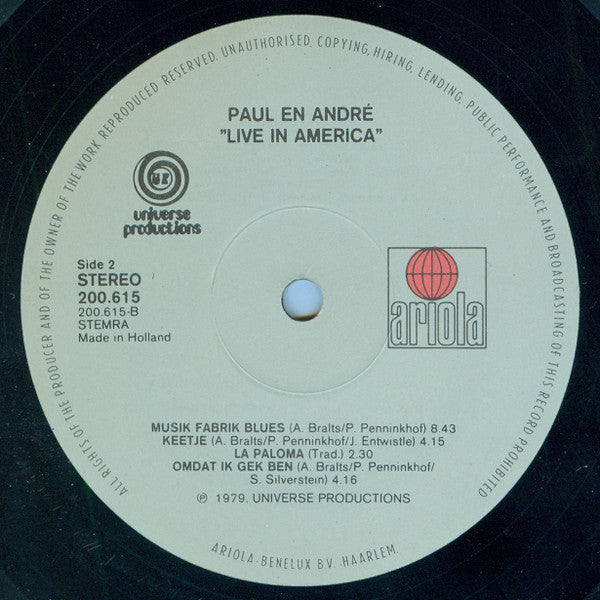 ALL RIGHTS OF THE PRODUCER AND OF THE OWNER OF THE WORK REPRODUCED RESERVED. UNAUTHORISED, COPYING, HIRING, LENDING, PUBLIC PERFORMANCE AND BROADCASTING OF THIS RECORD PROHIBITED
PAUL EN ANDRÉ
"LIVE IN AMERICA"
UP
universe
productions
Side 2
STEREO
200.615
200.615-B
STEMRA
Made in Holland
ariola
MUSIK FABRIK BLUES (A. Bralts/P. Penninkhof) 8.43
KEETJE (A. Bralts/P. Penninkhof/J. Entwistle) 4.15
LA PALOMA (Trad.) 2.30
OMDAT IK GEK BEN (A. Bralts/P. Penninkhof/
S. Silverstein) 4.16
℗ 1979, UNIVERSE PRODUCTIONS
ARIOLA-BENELUX B.V. HAARLEM.